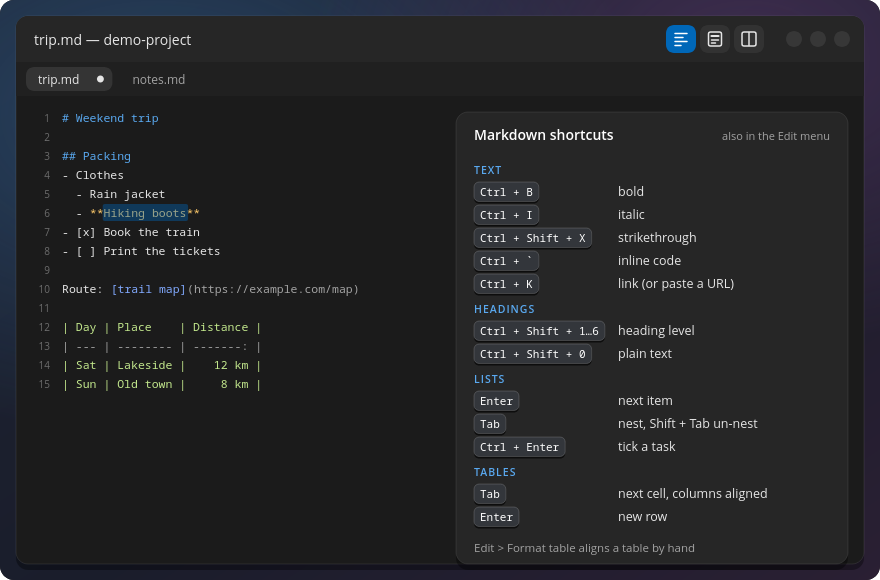 trip.md — demo-project
trip.md ●
notes.md
1 # Weekend trip
2
3 ## Packing
4 - Clothes
5   - Rain jacket
6   - **Hiking boots**
7 - [x] Book the train
8 - [ ] Print the tickets
9
10 Route: [trail map](https://example.com/map)
11
12 | Day | Place    | Distance |
13 | --- | -------- | -------: |
14 | Sat | Lakeside |    12 km |
15 | Sun | Old town |     8 km |
Markdown shortcuts also in the Edit menu
TEXT
Ctrl + B bold
Ctrl + I italic
Ctrl + Shift + X strikethrough
Ctrl + ` inline code
Ctrl + K link (or paste a URL)
HEADINGS
Ctrl + Shift + 1…6 heading level
Ctrl + Shift + 0 plain text
LISTS
Enter next item
Tab nest, Shift + Tab un-nest
Ctrl + Enter tick a task
TABLES
Tab next cell, columns aligned
Enter new row
Edit > Format table aligns a table by hand